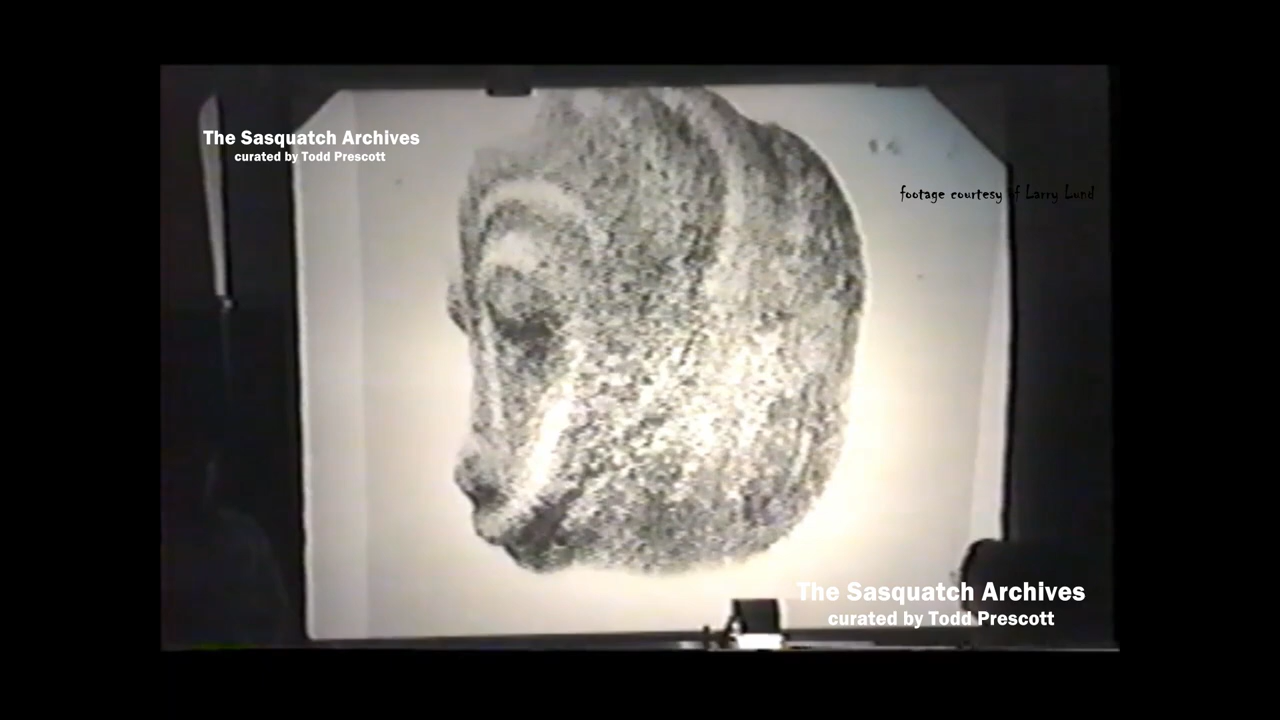 The Sasquatch Archives
curated by Todd Prescott
footage courtesy of Larry Lund
The Sasquatch Archives
curated by Todd Prescott